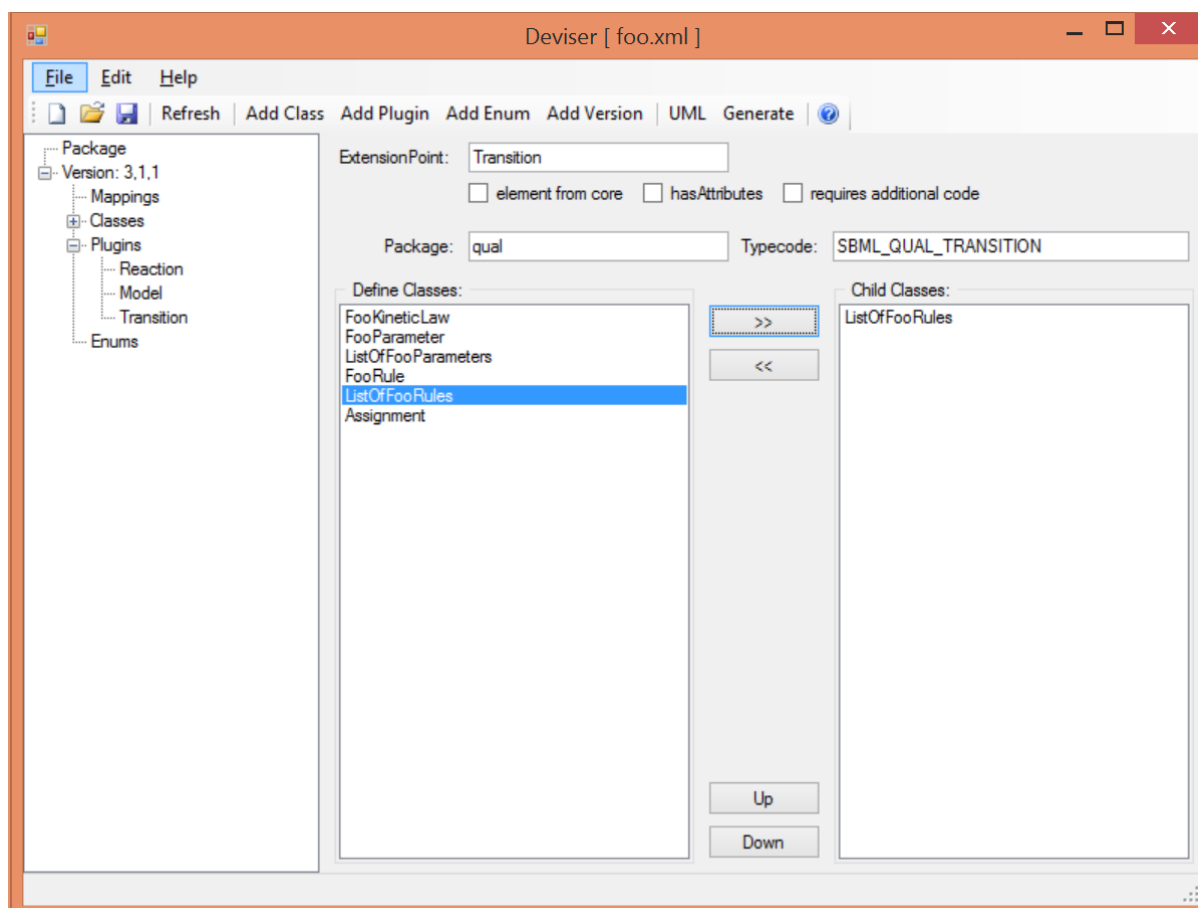 Deviser [ foo.xml ]
File Edit Help
Refresh Add Class Add Plugin Add Enum Add Version UML Generate
Package
Version: 3,1,1
Mappings
Classes
Plugins
Reaction
Model
Transition
Enums
ExtensionPoint: Transition
element from core hasAttributes requires additional code
Package: qual Typecode: SBML_QUAL_TRANSITION
Define Classes:
FooKineticLaw
FooParameter
ListOfFooParameters
FooRule
ListOfFooRules
Assignment
>>
<<
Up
Down
Child Classes:
ListOfFooRules